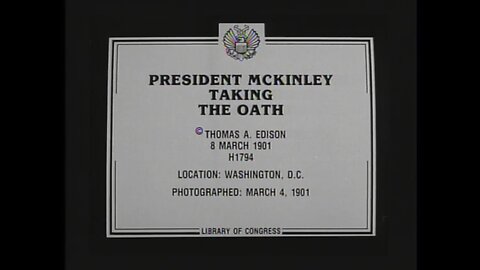 PRESIDENT MCKINLEY
TAKING
THE OATH
© THOMAS A. EDISON
8 MARCH 1901
H1794
LOCATION: WASHINGTON, D.C.
PHOTOGRAPHED: MARCH 4, 1901
LIBRARY OF CONGRESS